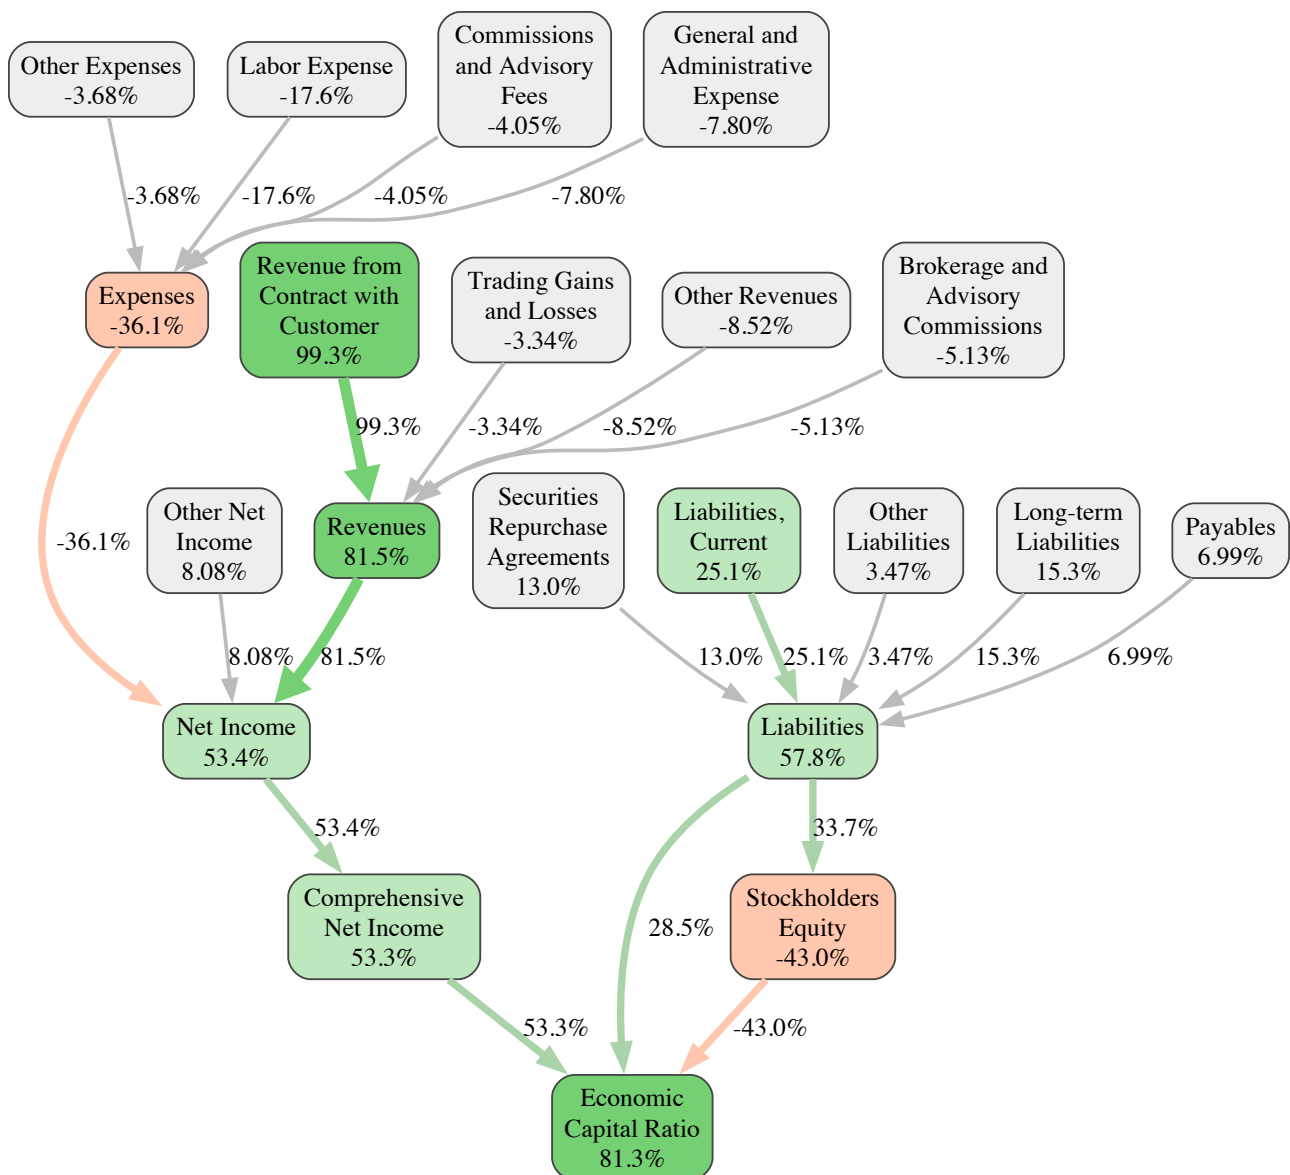 Other Expenses
-3.68%
Labor Expense
-17.6%
Commissions
and Advisory
Fees
-4.05%
General and
Administrative
Expense
-7.80%
-3.68%
-17.6%
-4.05%
-7.80%
Expenses
-36.1%
Revenue from
Contract with
Customer
99.3%
Trading Gains
and Losses
-3.34%
Other Revenues
-8.52%
Brokerage and
Advisory
Commissions
-5.13%
99.3%
-3.34%
-8.52%
-5.13%
-36.1%
Other Net
Income
8.08%
Revenues
81.5%
Securities
Repurchase
Agreements
13.0%
Liabilities,
Current
25.1%
Other
Liabilities
3.47%
Long-term
Liabilities
15.3%
Payables
6.99%
8.08%
81.5%
13.0%
25.1%
3.47%
15.3%
6.99%
Net Income
53.4%
Liabilities
57.8%
53.4%
33.7%
Comprehensive
Net Income
53.3%
28.5%
Stockholders
Equity
-43.0%
53.3%
-43.0%
Economic
Capital Ratio
81.3%